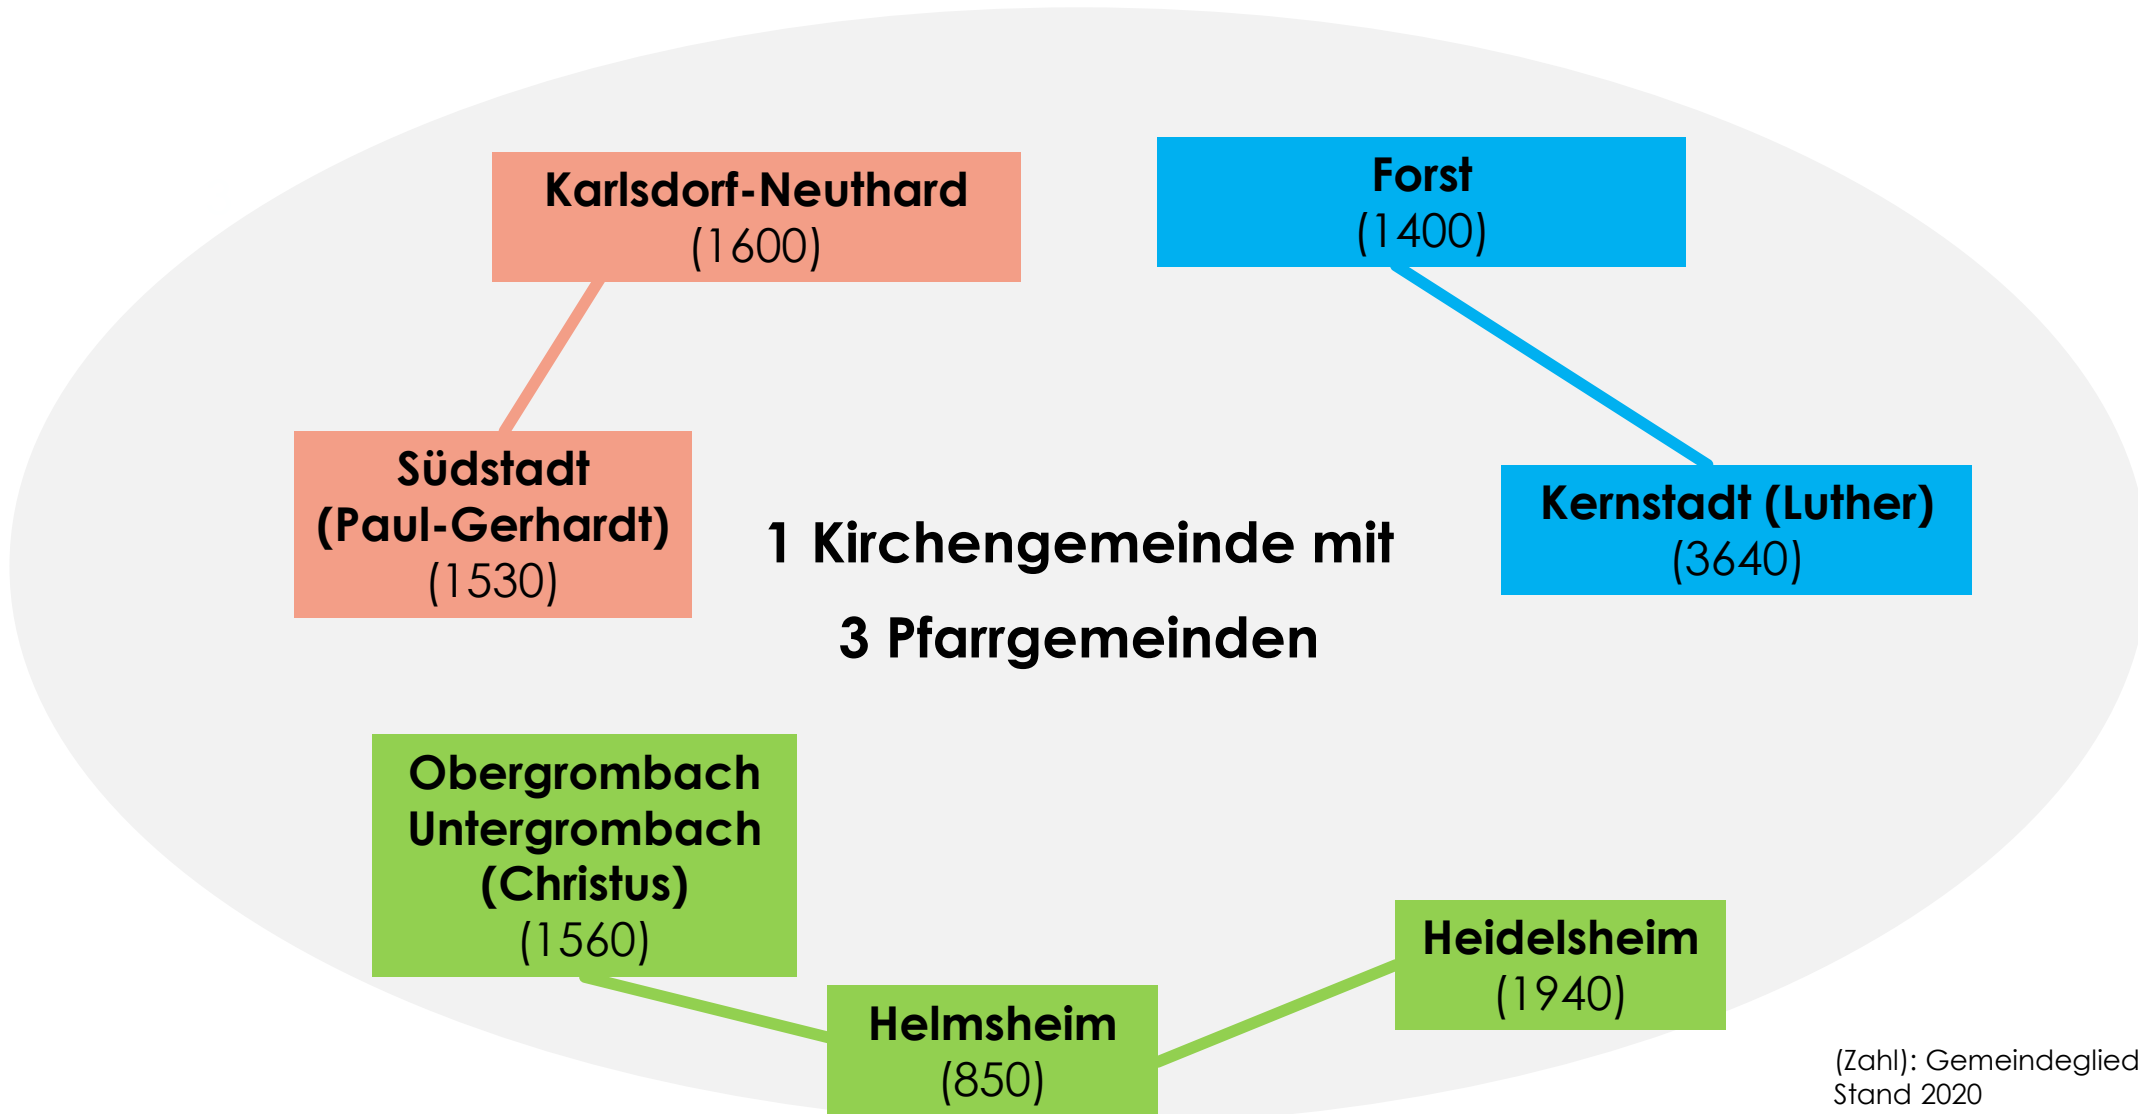 Karlsdorf-Neuthard
(1600)
Forst
(1400)
Südstadt
(Paul-Gerhardt)
(1530)
Kernstadt (Luther)
(3640)
1 Kirchengemeinde mit
3 Pfarrgemeinden
Obergrombach
Untergrombach
(Christus)
(1560)
Helmsheim
(850)
Heidelsheim
(1940)
(Zahl): Gemeindeglied
Stand 2020